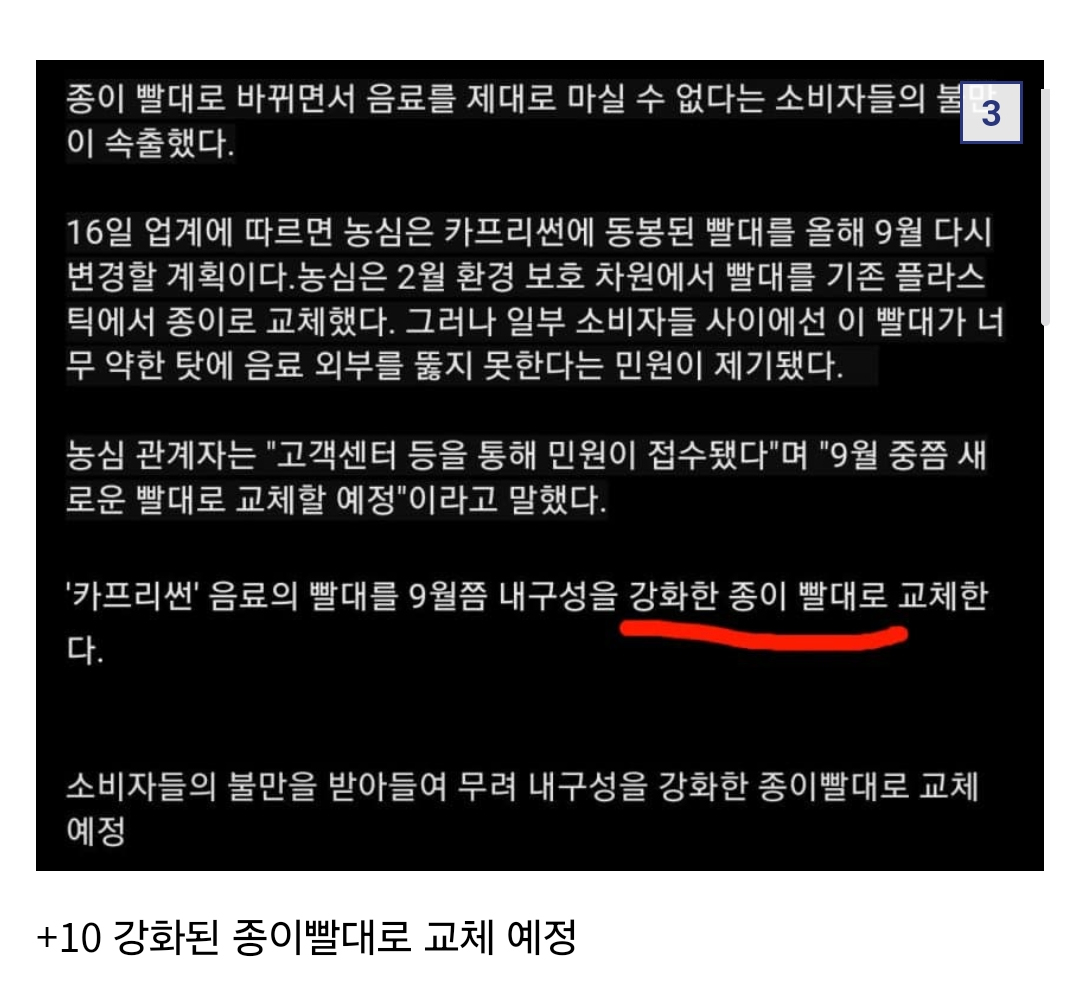 종이 빨대로 바뀌면서 음료를 제대로 마실 수 없다는 소비자들의
3
이 속출했다.
16일 업계에 따르면 농심은 카프리썬에 동봉된 빨대를 올해 9월 다시
변경할 계획이다.농심은 2월 환경 보호 차원에서 빨대를 기존 플라스
틱에서 종이로 교체했다. 그러나 일부 소비자들 사이에선 이 빨대가 너
무 약한 탓에 음료 외부를 뚫지 못한다는 민원이 제기됐다.
농심 관계자는 "고객센터 등을 통해 민원이 접수됐다"며 "9월 중쯤 새
로운 빨대로 교체할 예정"이라고 말했다.
'카프리썬' 음료의 빨대를 9월쯤 내구성을 강화한 종이 빨대로 교체한
다.
소비자들의 불만을 받아들여 무려 내구성을 강화한 종이빨대로 교체
예정
+10 강화된 종이빨대로 교체 예정